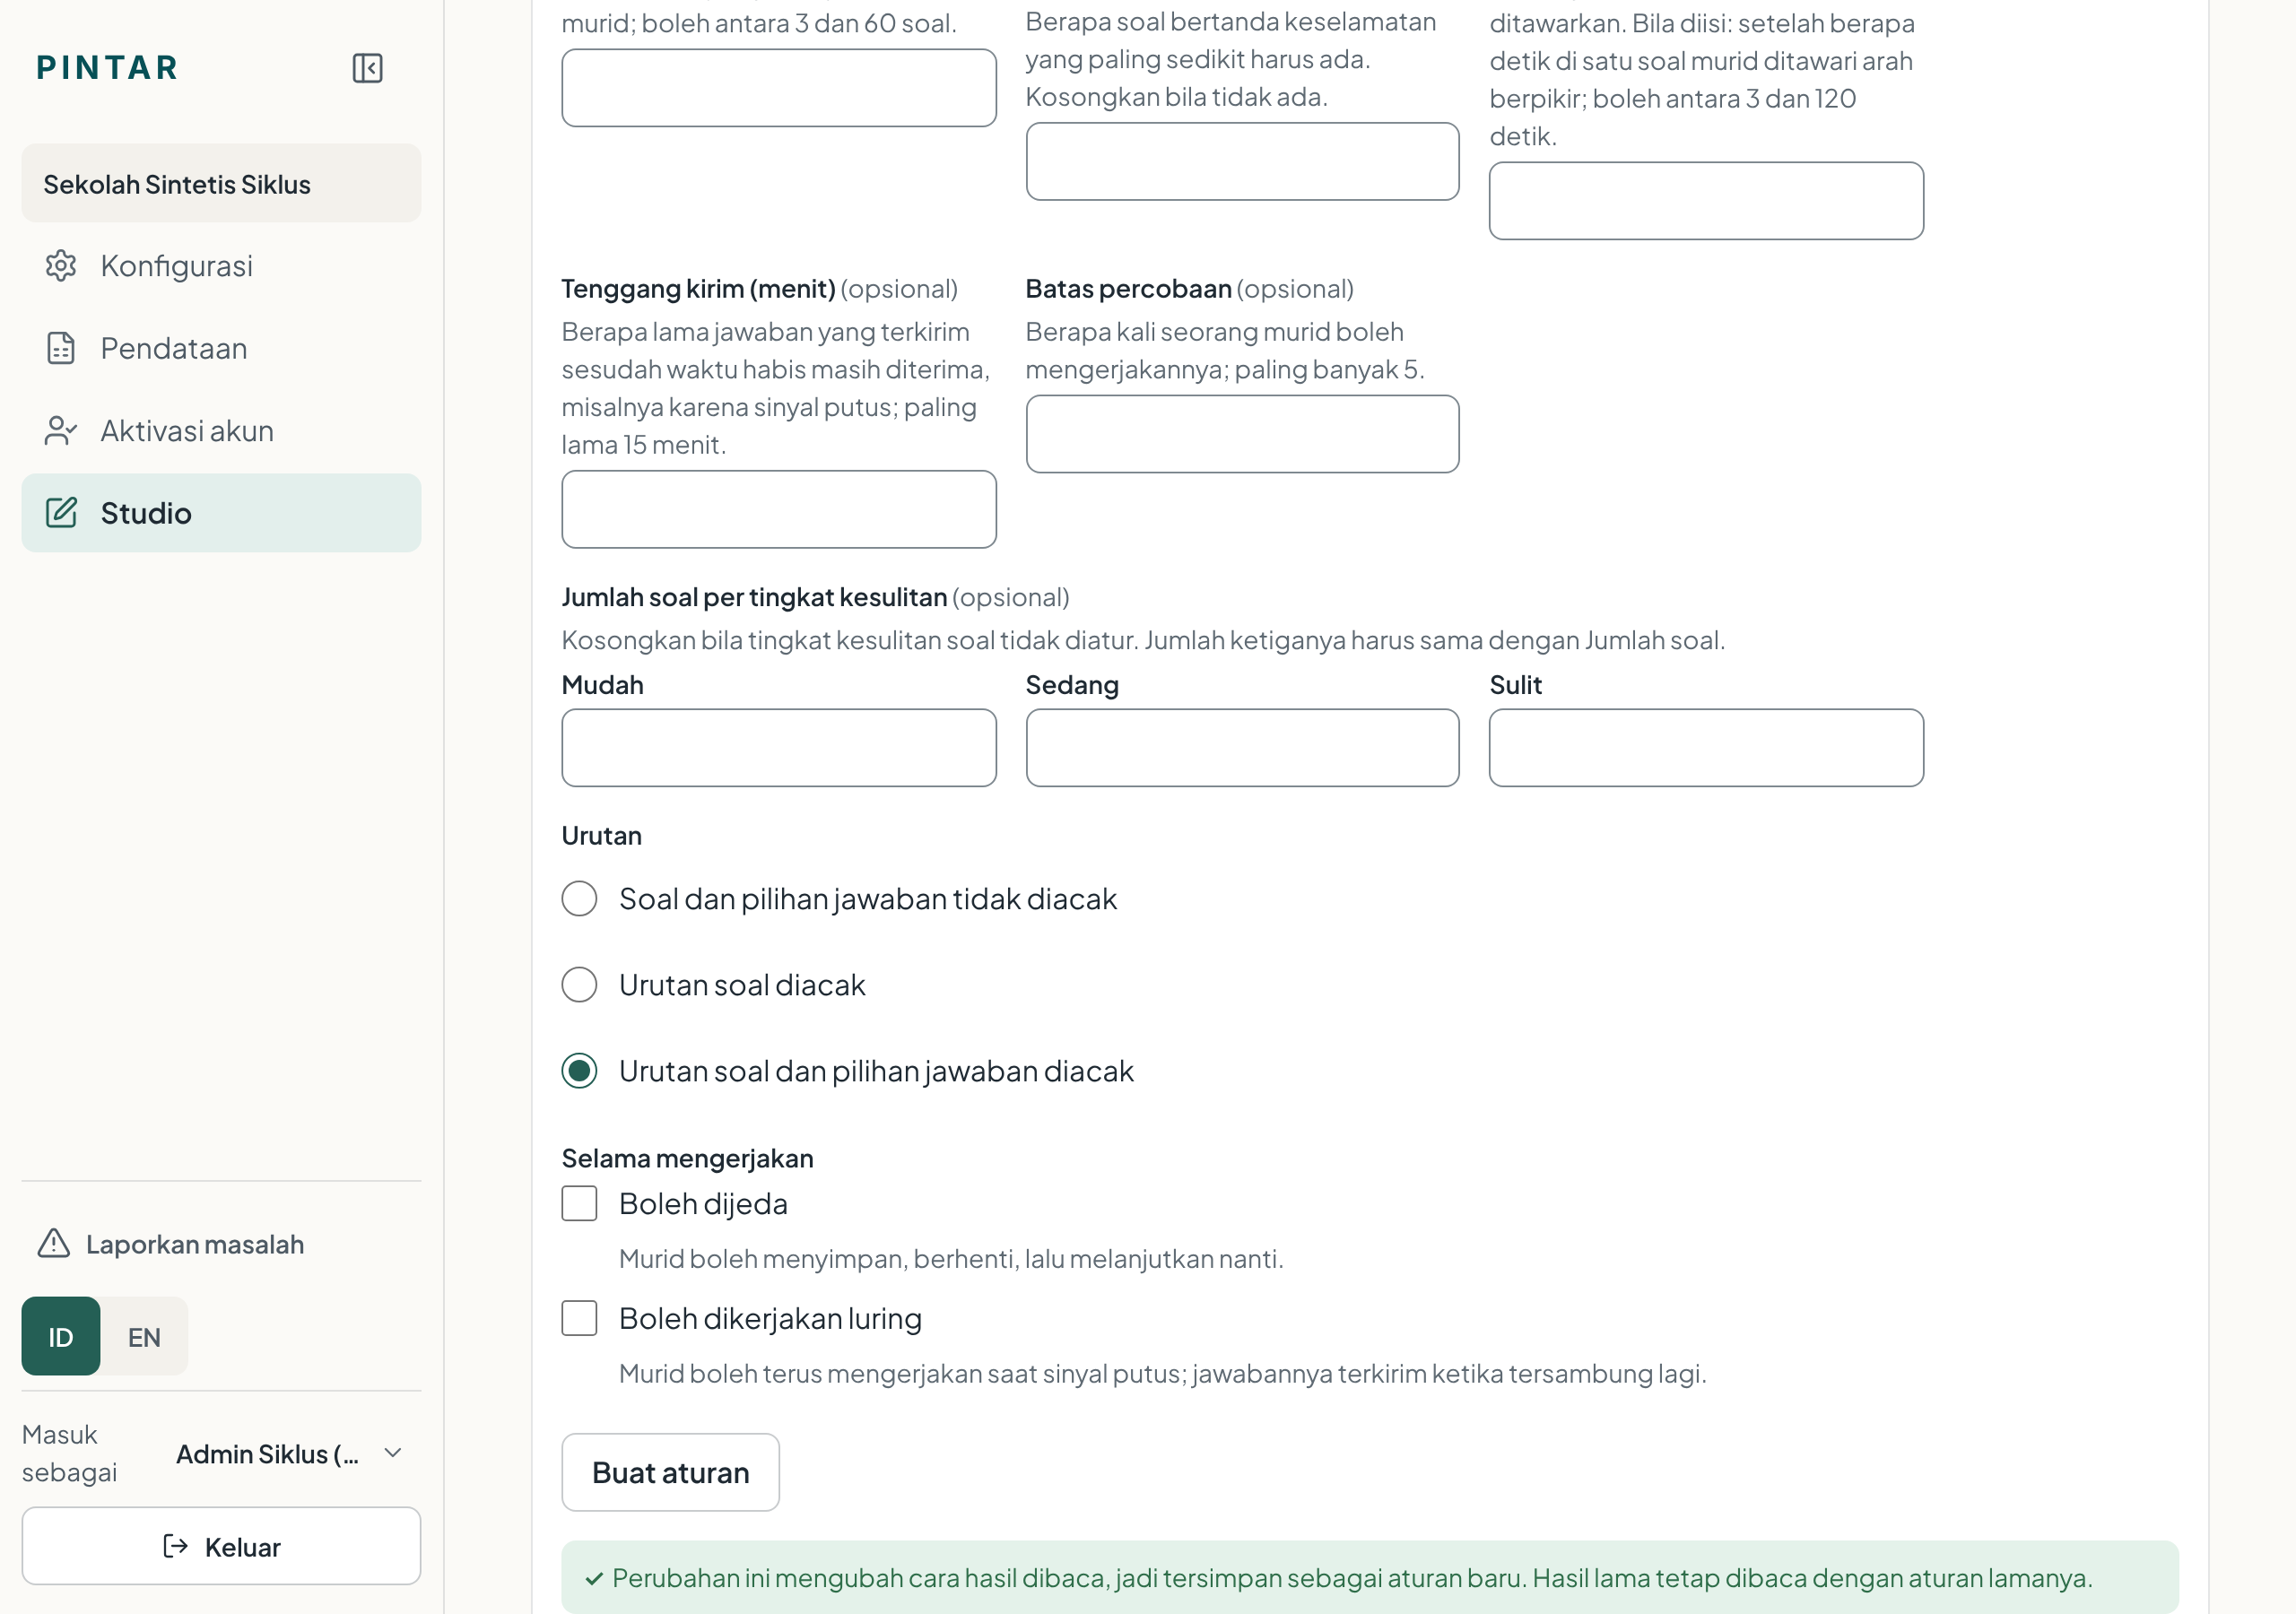 PINTAR
Sekolah Sintetis Siklus
Konfigurasi
Pendataan
Aktivasi akun
Studio
Laporkan masalah
ID
EN
Masuk
sebagai
Admin Siklus (...
Keluar
murid; boleh antara 3 dan 60 soal.
Berapa soal bertanda keselamatan
yang paling sedikit harus ada.
Kosongkan bila tidak ada.
ditawarkan. Bila diisi: setelah berapa
detik di satu soal murid ditawari arah
berpikir; boleh antara 3 dan 120
detik.
Tenggang kirim (menit) (opsional)
Berapa lama jawaban yang terkirim
sesudah waktu habis masih diterima,
misalnya karena sinyal putus; paling
lama 15 menit.
Batas percobaan (opsional)
Berapa kali seorang murid boleh
mengerjakannya; paling banyak 5.
Jumlah soal per tingkat kesulitan (opsional)
Kosongkan bila tingkat kesulitan soal tidak diatur. Jumlah ketiganya harus sama dengan Jumlah soal.
Mudah
Sedang
Sulit
Urutan
Soal dan pilihan jawaban tidak diacak
Urutan soal diacak
Urutan soal dan pilihan jawaban diacak
Selama mengerjakan
Boleh dijeda
Murid boleh menyimpan, berhenti, lalu melanjutkan nanti.
Boleh dikerjakan luring
Murid boleh terus mengerjakan saat sinyal putus; jawabannya terkirim ketika tersambung lagi.
Buat aturan
✓ Perubahan ini mengubah cara hasil dibaca, jadi tersimpan sebagai aturan baru. Hasil lama tetap dibaca dengan aturan lamanya.